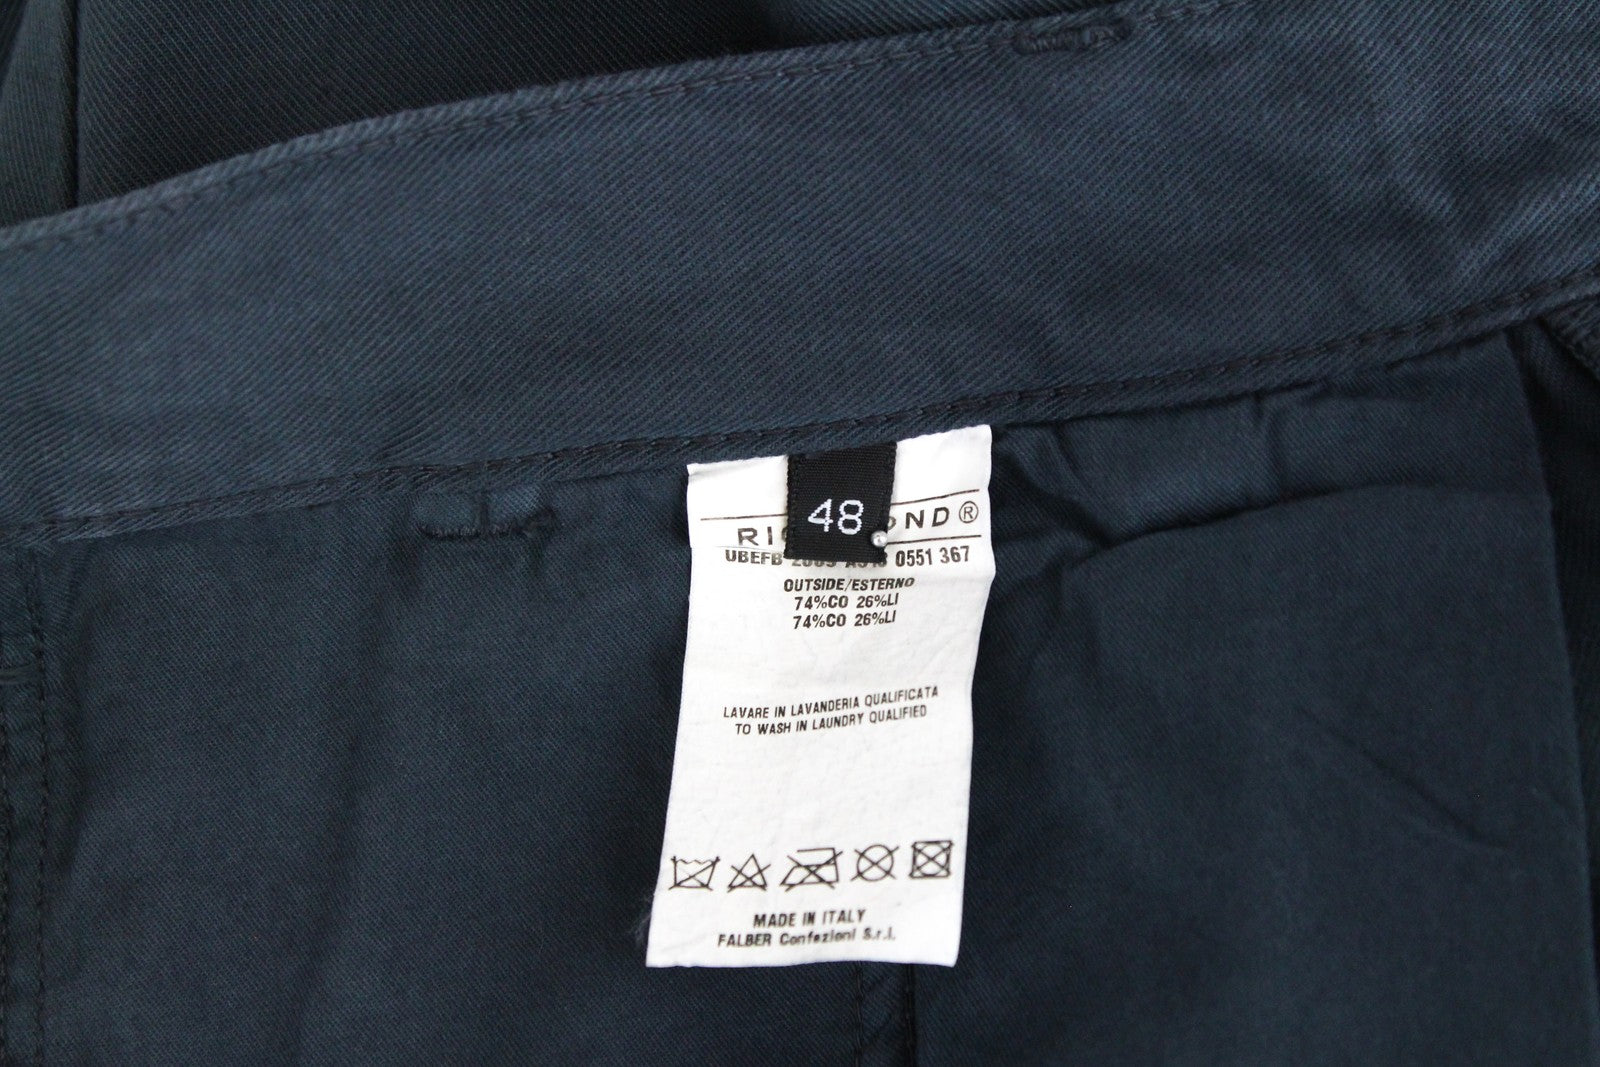 48
OND®
UBEFB 0551 367
OUTSIDE/ESTERNO
74%CO 26%LI
74%CO 26%LI
LAVARE IN LAVANDERIA QUALIFICATA
TO WASH IN LAUNDRY QUALIFIED
MADE IN ITALY
FALBER Confezioni S.r.l.